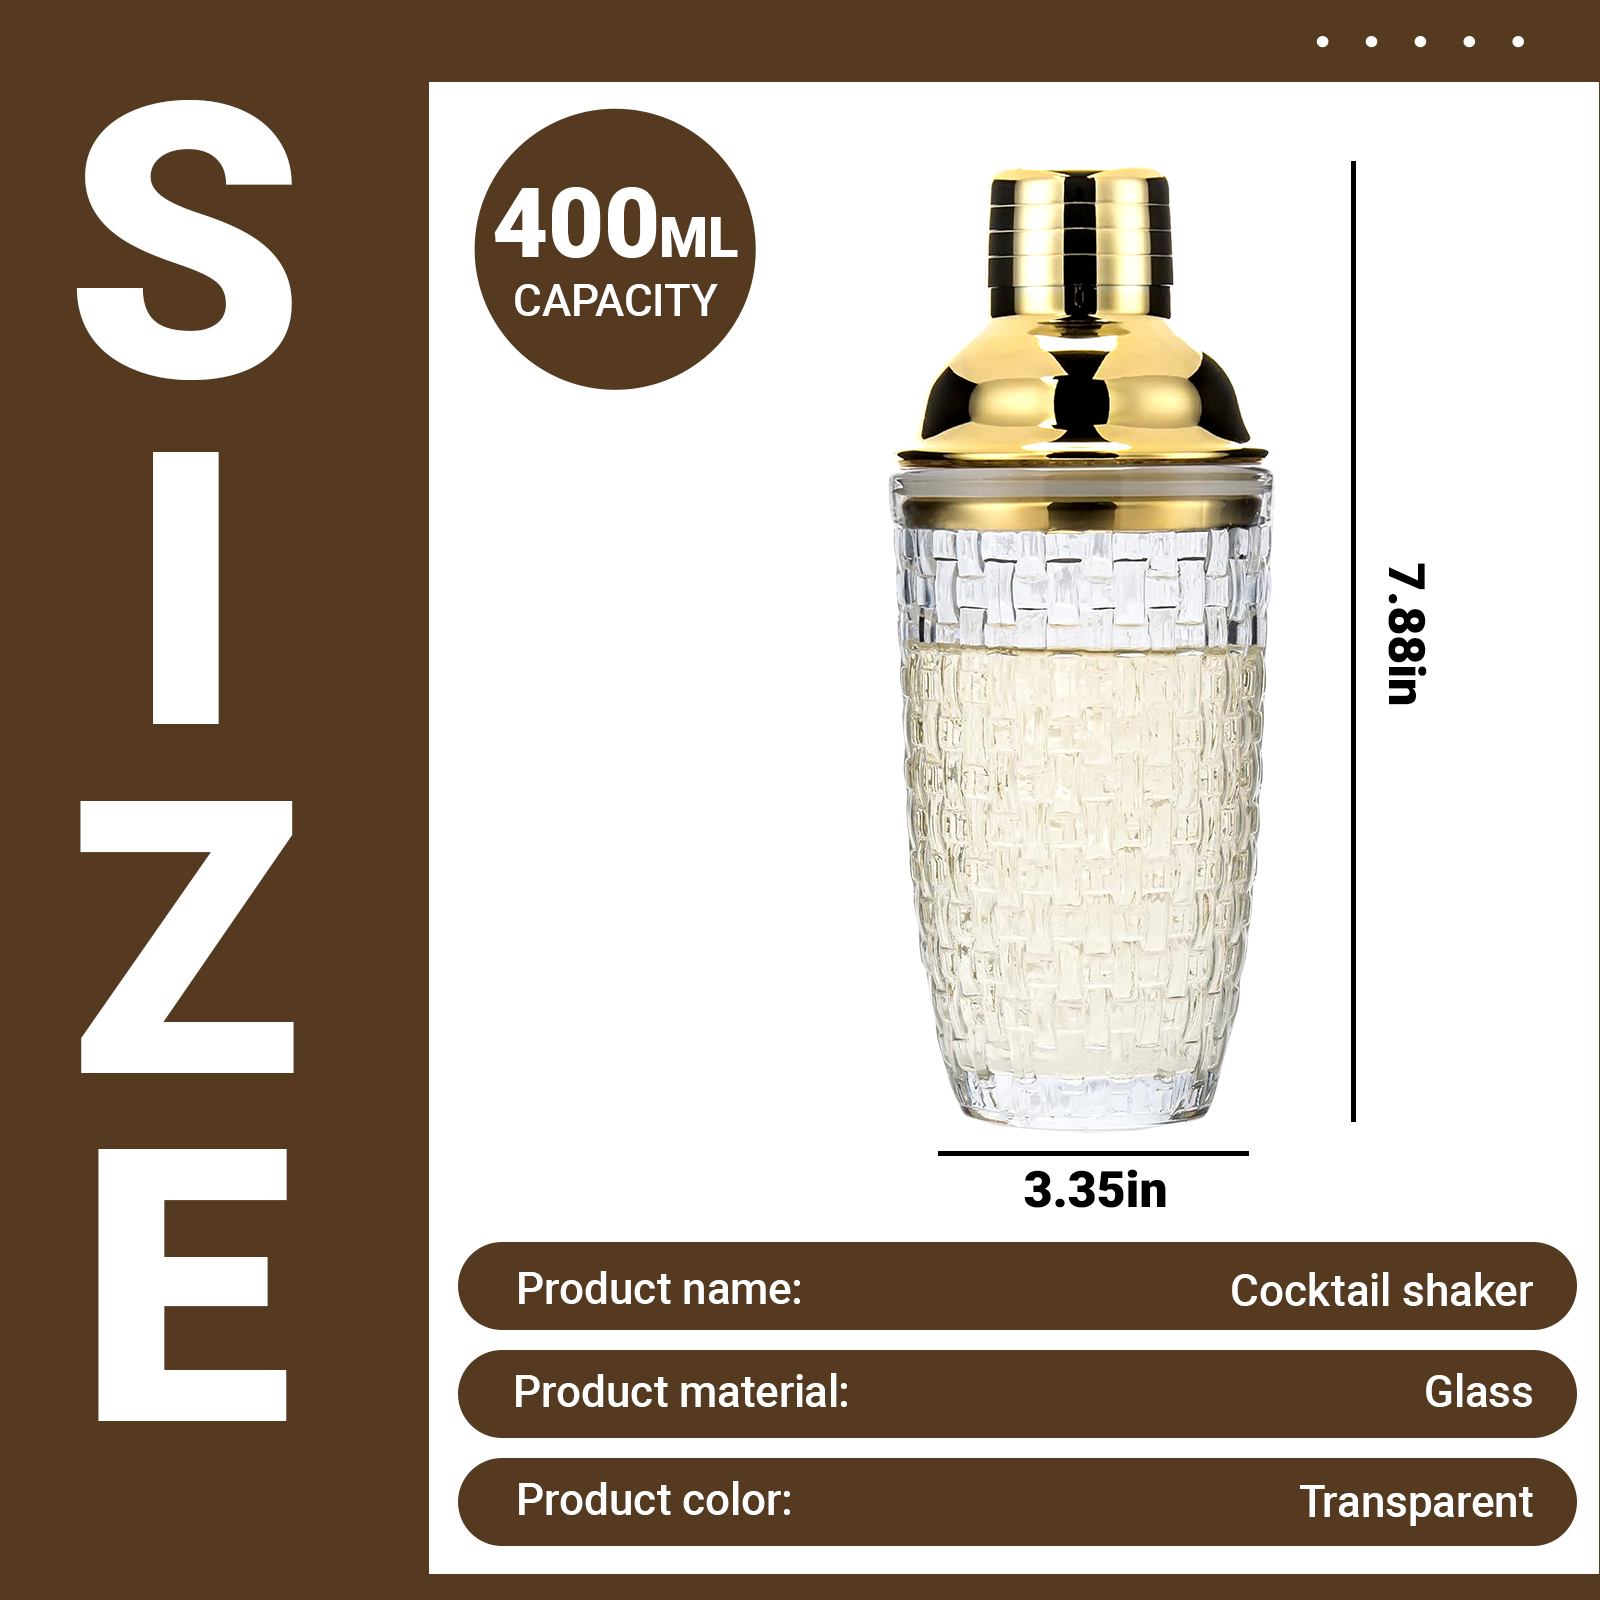 SIZE
400ML
CAPACITY
7.88in
3.35in
Product name: Cocktail shaker
Product material: Glass
Product color: Transparent